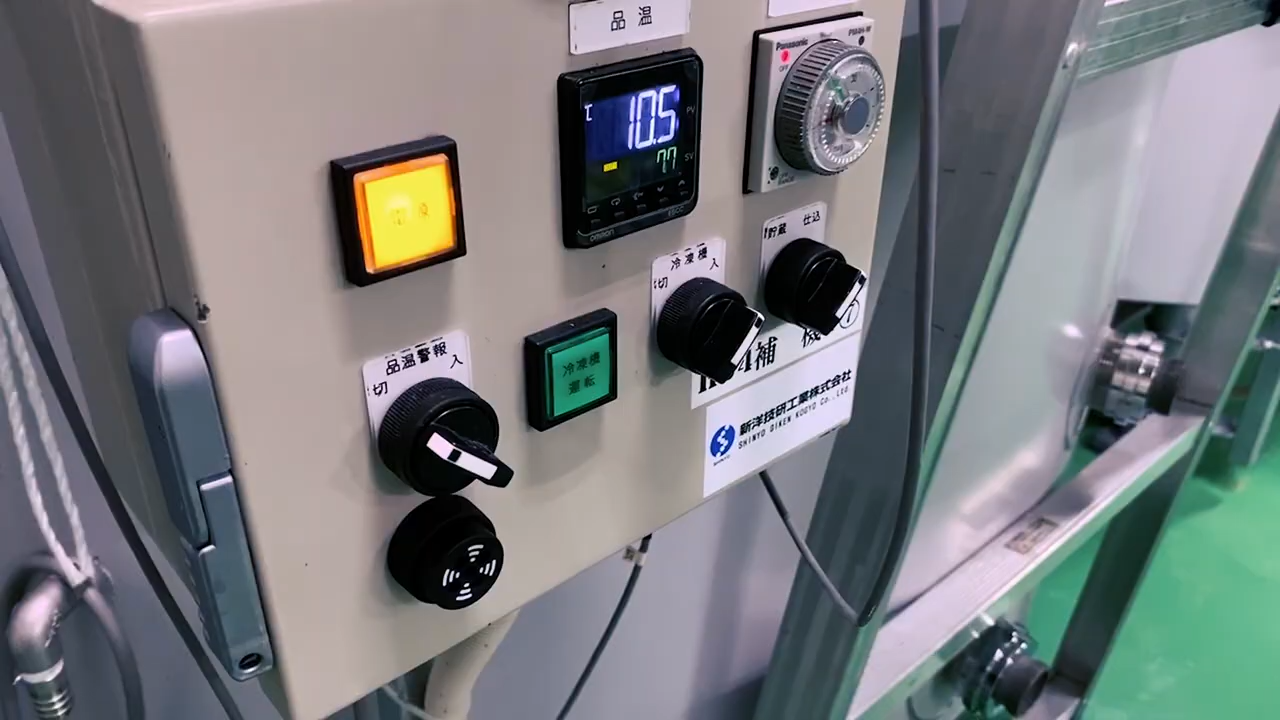 品温
Panasonic
OFF
℃
10.5
PV
77
SV
omron
貯蔵 仕込
冷凍機
切 入
品温警報
切 入
冷凍機
運転
補 機
新洋技研工業株式会社
SHINYO GIKEN KOGYO Co.,Ltd.